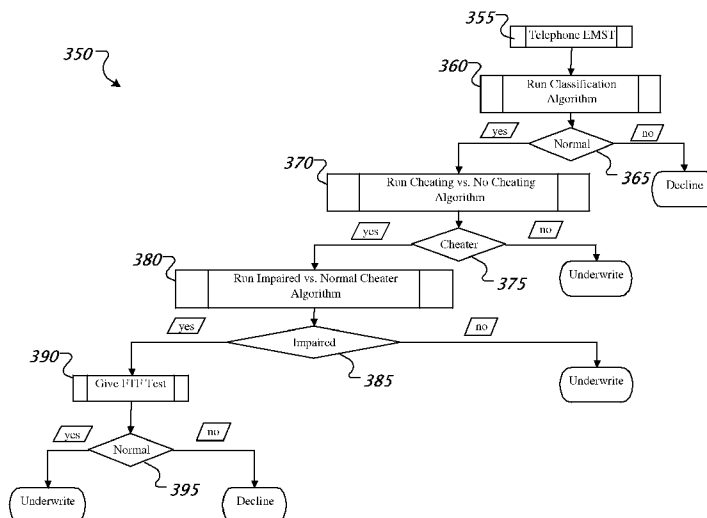 355
Telephone EMST
350
360
Run Classification
Algorithm
yes
no
Normal
365
Decline
370
Run Cheating vs. No Cheating
Algorithm
yes
no
Cheater
375
Underwrite
380
Run Impaired vs. Normal Cheater
Algorithm
yes
no
Impaired
385
Underwrite
390
Give FTF Test
yes
no
Normal
395
Underwrite
Decline